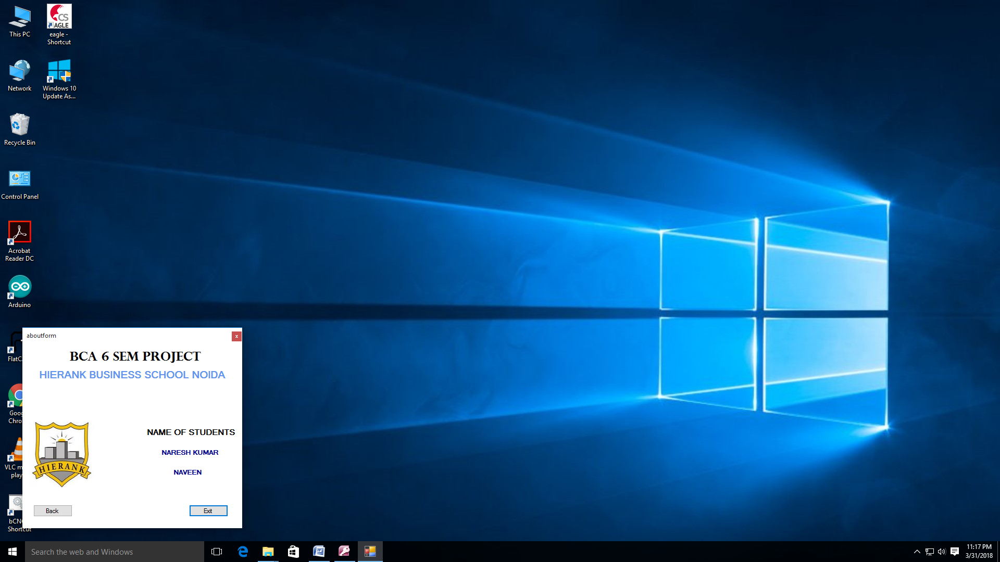 This PC
CS
AGLE
eagle -
Shortcut
Network
Windows 10
Update As...
Recycle Bin
Control Panel
Acrobat
Reader DC
Arduino
aboutform
x
BCA 6 SEM PROJECT
HIERANK BUSINESS SCHOOL NOIDA
NAME OF STUDENTS
NARESH KUMAR
NAVEEN
HIERANK
Back
Exit
FlatC
Goog
Chro
VLC m
play
bCN
Shortcut
Search the web and Windows
11:17 PM
3/31/2018